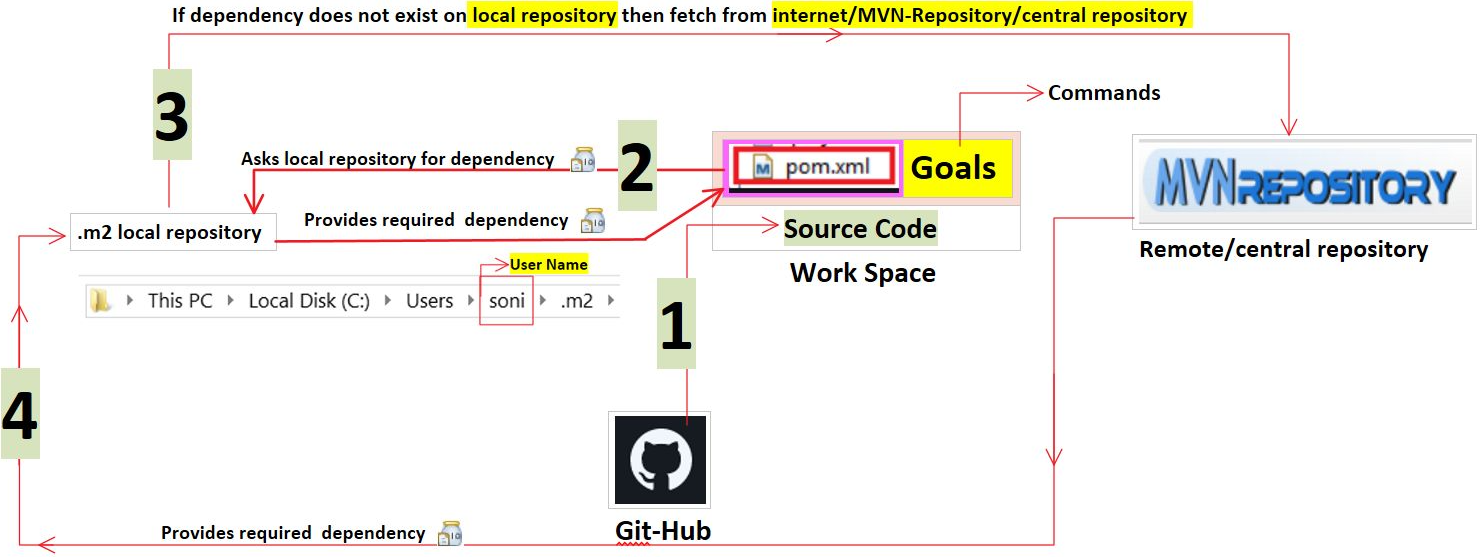 If dependency does not exist on local repository then fetch from internet/MVN-Repository/central repository
3
Commands
Asks local repository for dependency
2
pom.xml
Goals
MVNREPOSITORY
Provides required dependency
.m2 local repository
Source Code
Remote/central repository
User Name
Work Space
This PC
Local Disk (C:)
Users
soni
.m2
1
4
Git-Hub
Provides required dependency